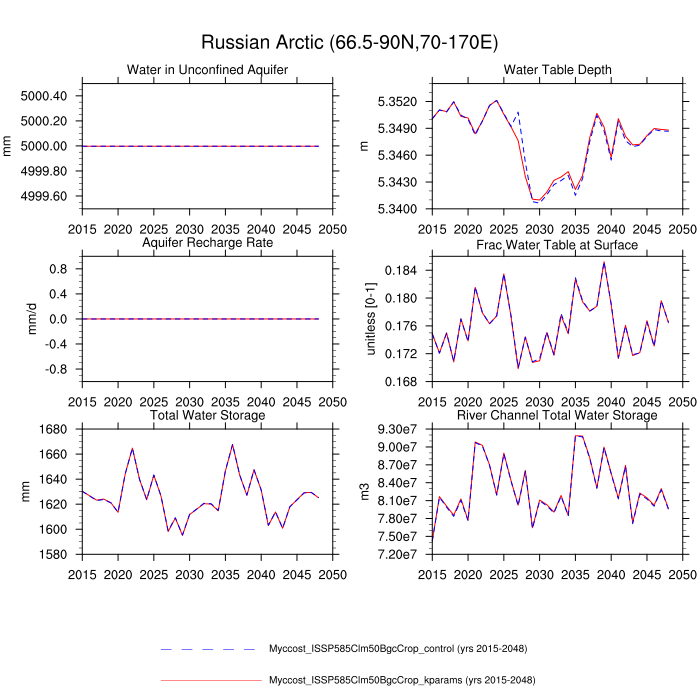 Russian Arctic (66.5-90N,70-170E)
Water in Unconfined Aquifer
mm
5000.40
5000.20
5000.00
4999.80
4999.60
2015 2020 2025 2030 2035 2040 2045 2050
Water Table Depth
m
5.3520
5.3490
5.3460
5.3430
5.3400
2015 2020 2025 2030 2035 2040 2045 2050
Aquifer Recharge Rate
mm/d
0.8
0.4
0.0
-0.4
-0.8
2015 2020 2025 2030 2035 2040 2045 2050
Frac Water Table at Surface
unitless [0-1]
0.184
0.180
0.176
0.172
0.168
2015 2020 2025 2030 2035 2040 2045 2050
Total Water Storage
mm
1680
1660
1640
1620
1600
1580
2015 2020 2025 2030 2035 2040 2045 2050
River Channel Total Water Storage
m3
9.30e7
9.00e7
8.70e7
8.40e7
8.10e7
7.80e7
7.50e7
7.20e7
2015 2020 2025 2030 2035 2040 2045 2050
Myccost_ISSP585Clm50BgcCrop_control (yrs 2015-2048)
Myccost_ISSP585Clm50BgcCrop_kparams (yrs 2015-2048)